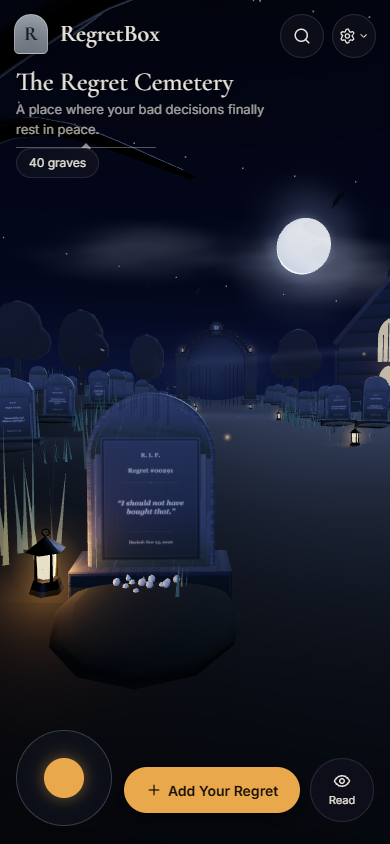 R RegretBox
The Regret Cemetery
A place where your bad decisions finally
rest in peace.
40 graves
R. I. P.
Regret #00291
“I should not have
bought that.”
+ Add Your Regret
Read